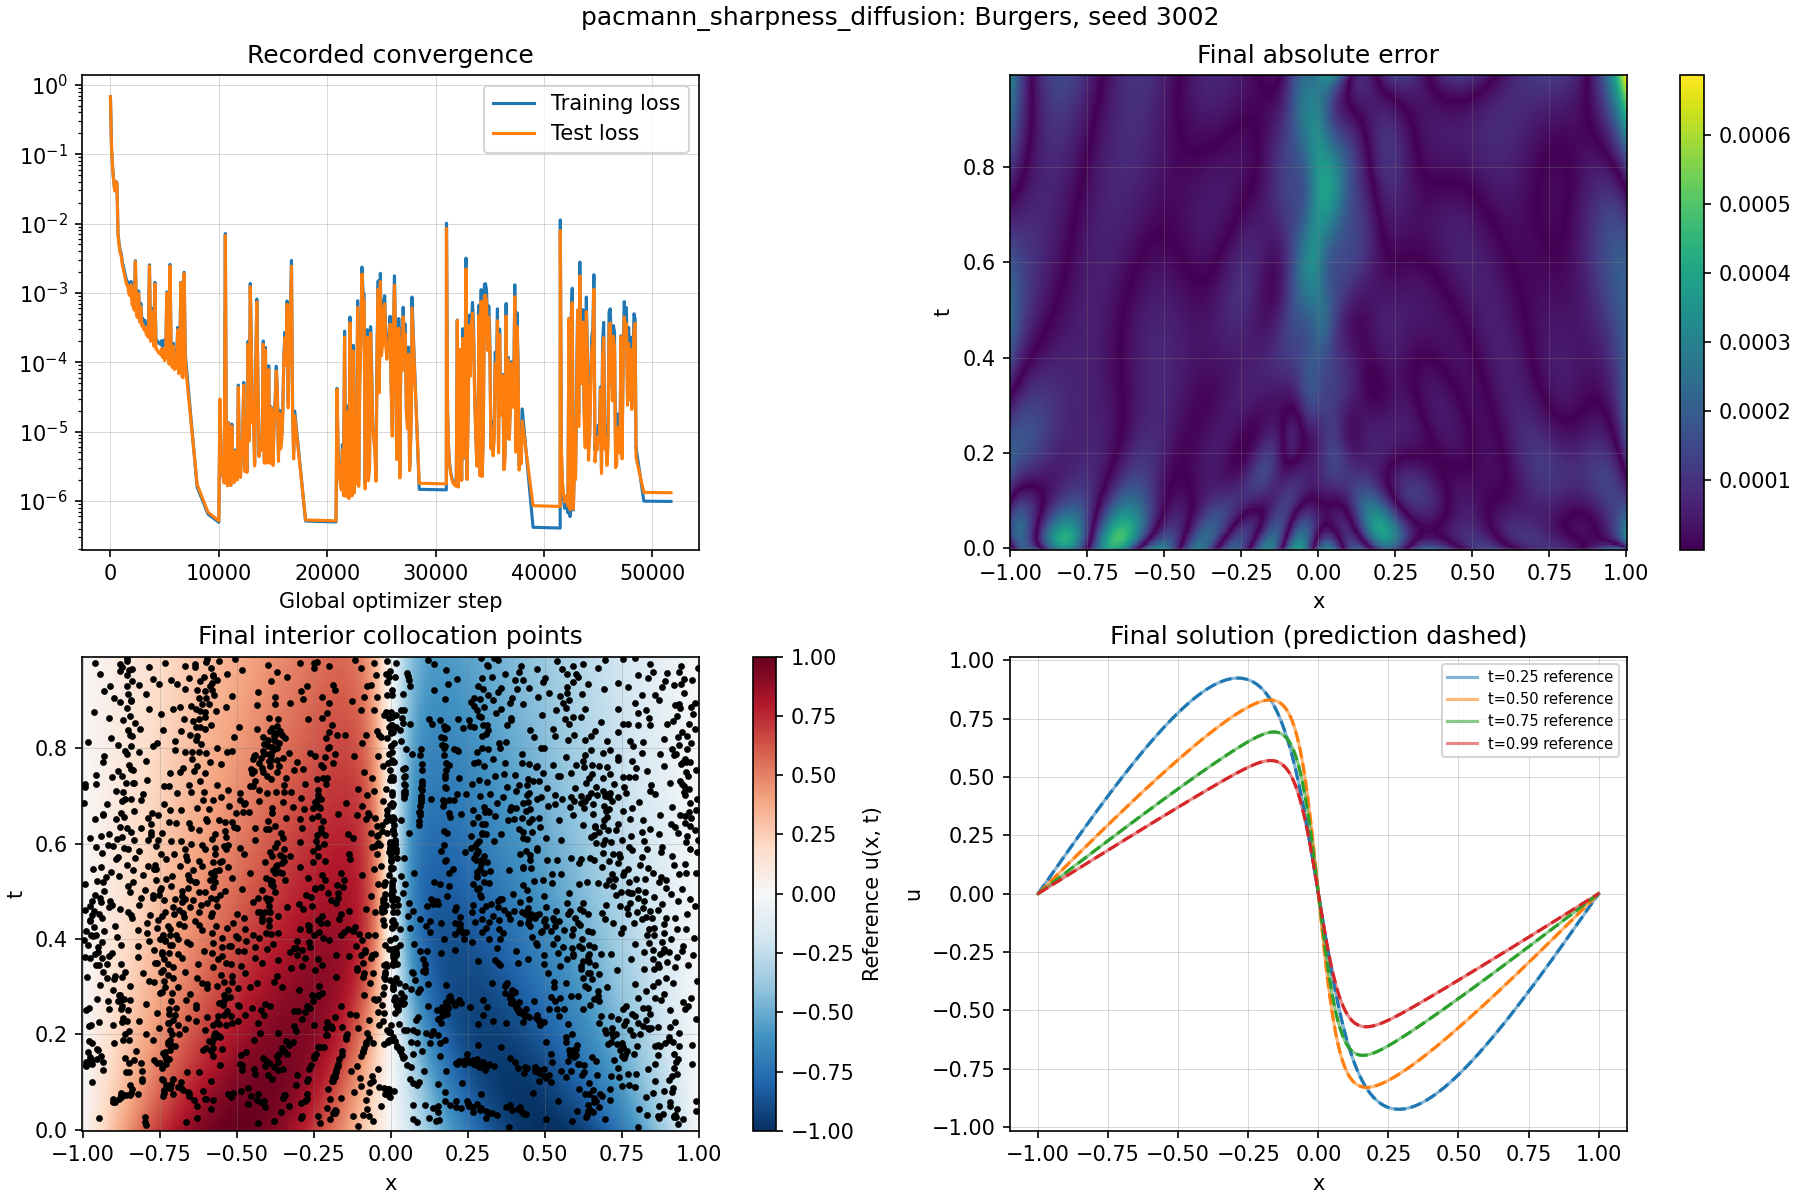 pacmann_sharpness_diffusion: Burgers, seed 3002
Recorded convergence
10⁰
10⁻¹
10⁻²
10⁻³
10⁻⁴
10⁻⁵
10⁻⁶
Training loss
Test loss
0 10000 20000 30000 40000 50000
Global optimizer step
Final absolute error
t
0.8
0.6
0.4
0.2
0.0
−1.00 −0.75 −0.50 −0.25 0.00 0.25 0.50 0.75 1.00
x
0.0006
0.0005
0.0004
0.0003
0.0002
0.0001
Final interior collocation points
t
0.8
0.6
0.4
0.2
0.0
−1.00 −0.75 −0.50 −0.25 0.00 0.25 0.50 0.75 1.00
x
1.00
0.75
0.50
0.25
0.00
−0.25
−0.50
−0.75
−1.00
Reference u(x, t)
Final solution (prediction dashed)
u
1.00
0.75
0.50
0.25
0.00
−0.25
−0.50
−0.75
−1.00
t=0.25 reference
t=0.50 reference
t=0.75 reference
t=0.99 reference
−1.00 −0.75 −0.50 −0.25 0.00 0.25 0.50 0.75 1.00
x